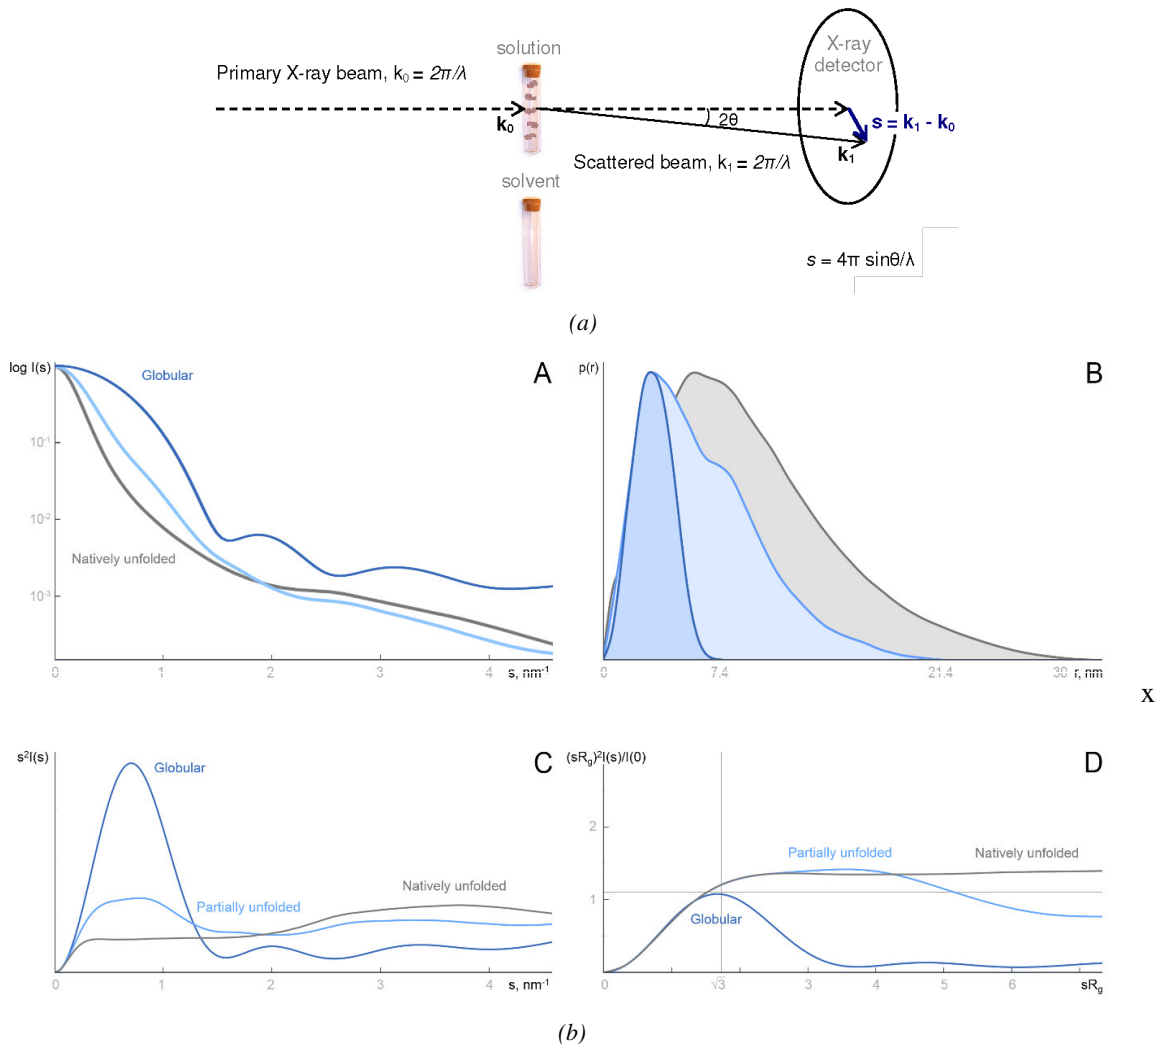 solution
X-ray
detector
Primary X-ray beam, k₀ = 2π/λ
k₀
2θ
s = k₁ - k₀
k₁
Scattered beam, k₁ = 2π/λ
solvent
s = 4π sinθ/λ
(a)
log I(s)
Globular
A
10⁻¹
10⁻²
Natively unfolded
10⁻³
0 1 2 s, nm⁻¹ 3 4
p(r)
B
0 7.4 21.4 30 r, nm
x
s²I(s)
Globular
C
Natively unfolded
Partially unfolded
0 1 2 s, nm⁻¹ 3 4
(sRg)²I(s)/I(0)
D
2
Partially unfolded
Natively unfolded
1
Globular
0 √3 3 4 5 6 sRg
(b)